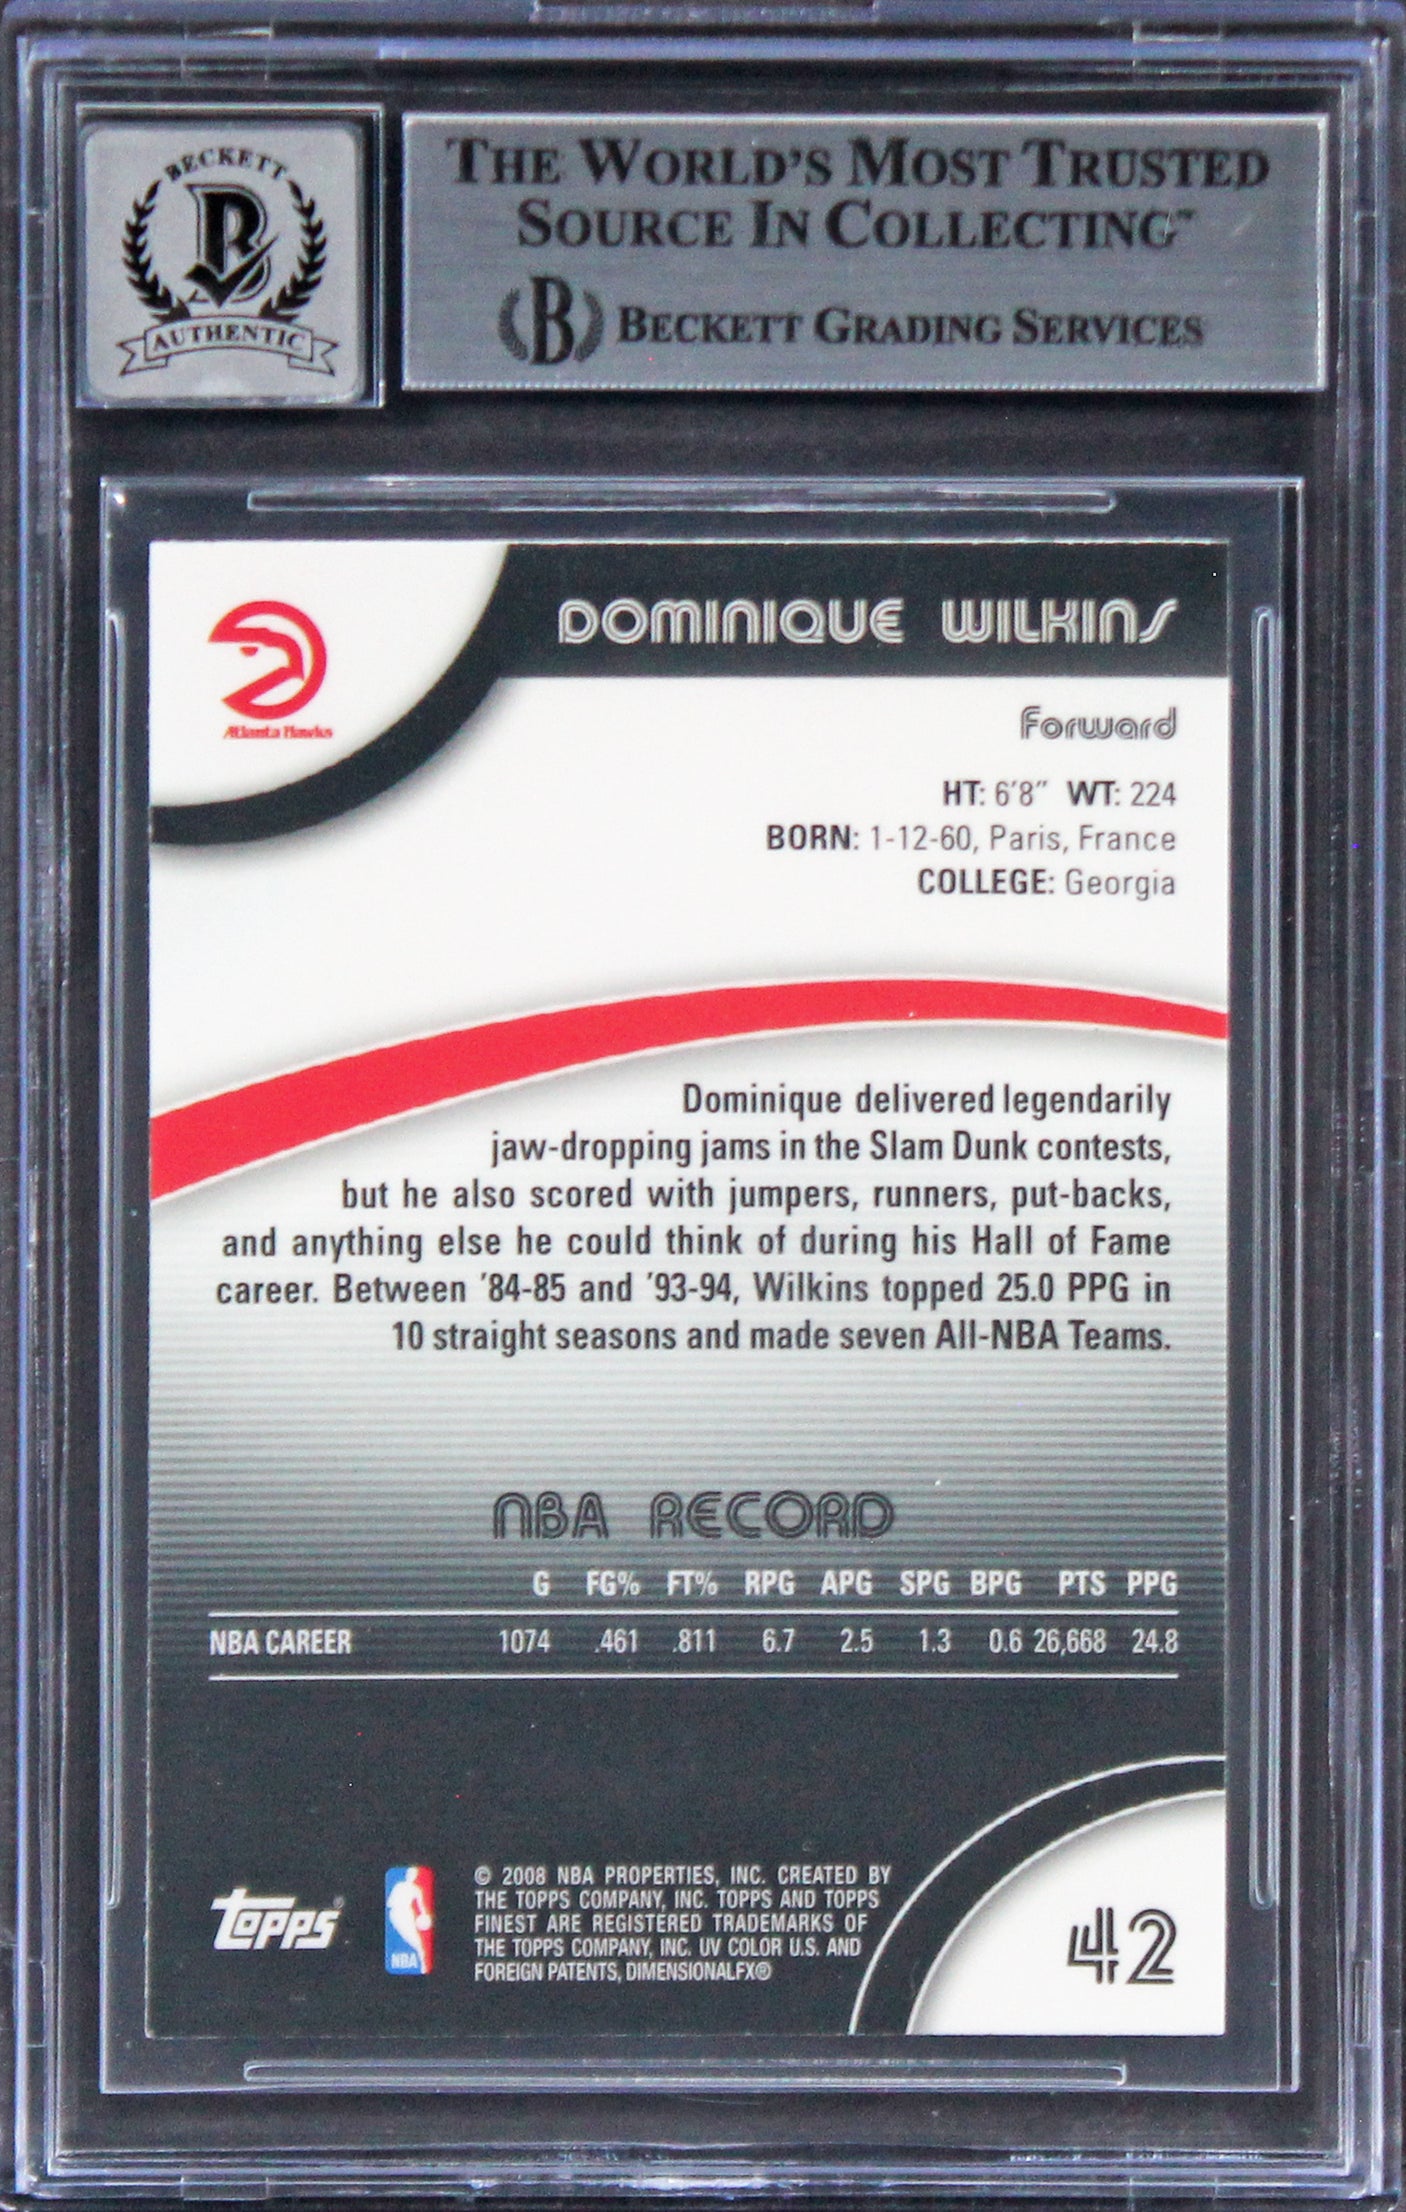 BECKETT
B
AUTHENTIC
THE WORLD'S MOST TRUSTED
SOURCE IN COLLECTING™
B BECKETT GRADING SERVICES
DOMINIQUE WILKINS
Atlanta Hawks
Forward
HT: 6'8" WT: 224
BORN: 1-12-60, Paris, France
COLLEGE: Georgia
Dominique delivered legendarily
jaw-dropping jams in the Slam Dunk contests,
but he also scored with jumpers, runners, put-backs,
and anything else he could think of during his Hall of Fame
career. Between '84-85 and '93-94, Wilkins topped 25.0 PPG in
10 straight seasons and made seven All-NBA Teams.
NBA RECORD
G FG% FT% RPG APG SPG BPG PTS PPG
NBA CAREER 1074 .461 .811 6.7 2.5 1.3 0.6 26,668 24.8
Topps®
NBA
© 2008 NBA PROPERTIES, INC. CREATED BY
THE TOPPS COMPANY, INC. TOPPS AND TOPPS
FINEST ARE REGISTERED TRADEMARKS OF
THE TOPPS COMPANY, INC. UV COLOR U.S. AND
FOREIGN PATENTS, DIMENSIONALFX®
42